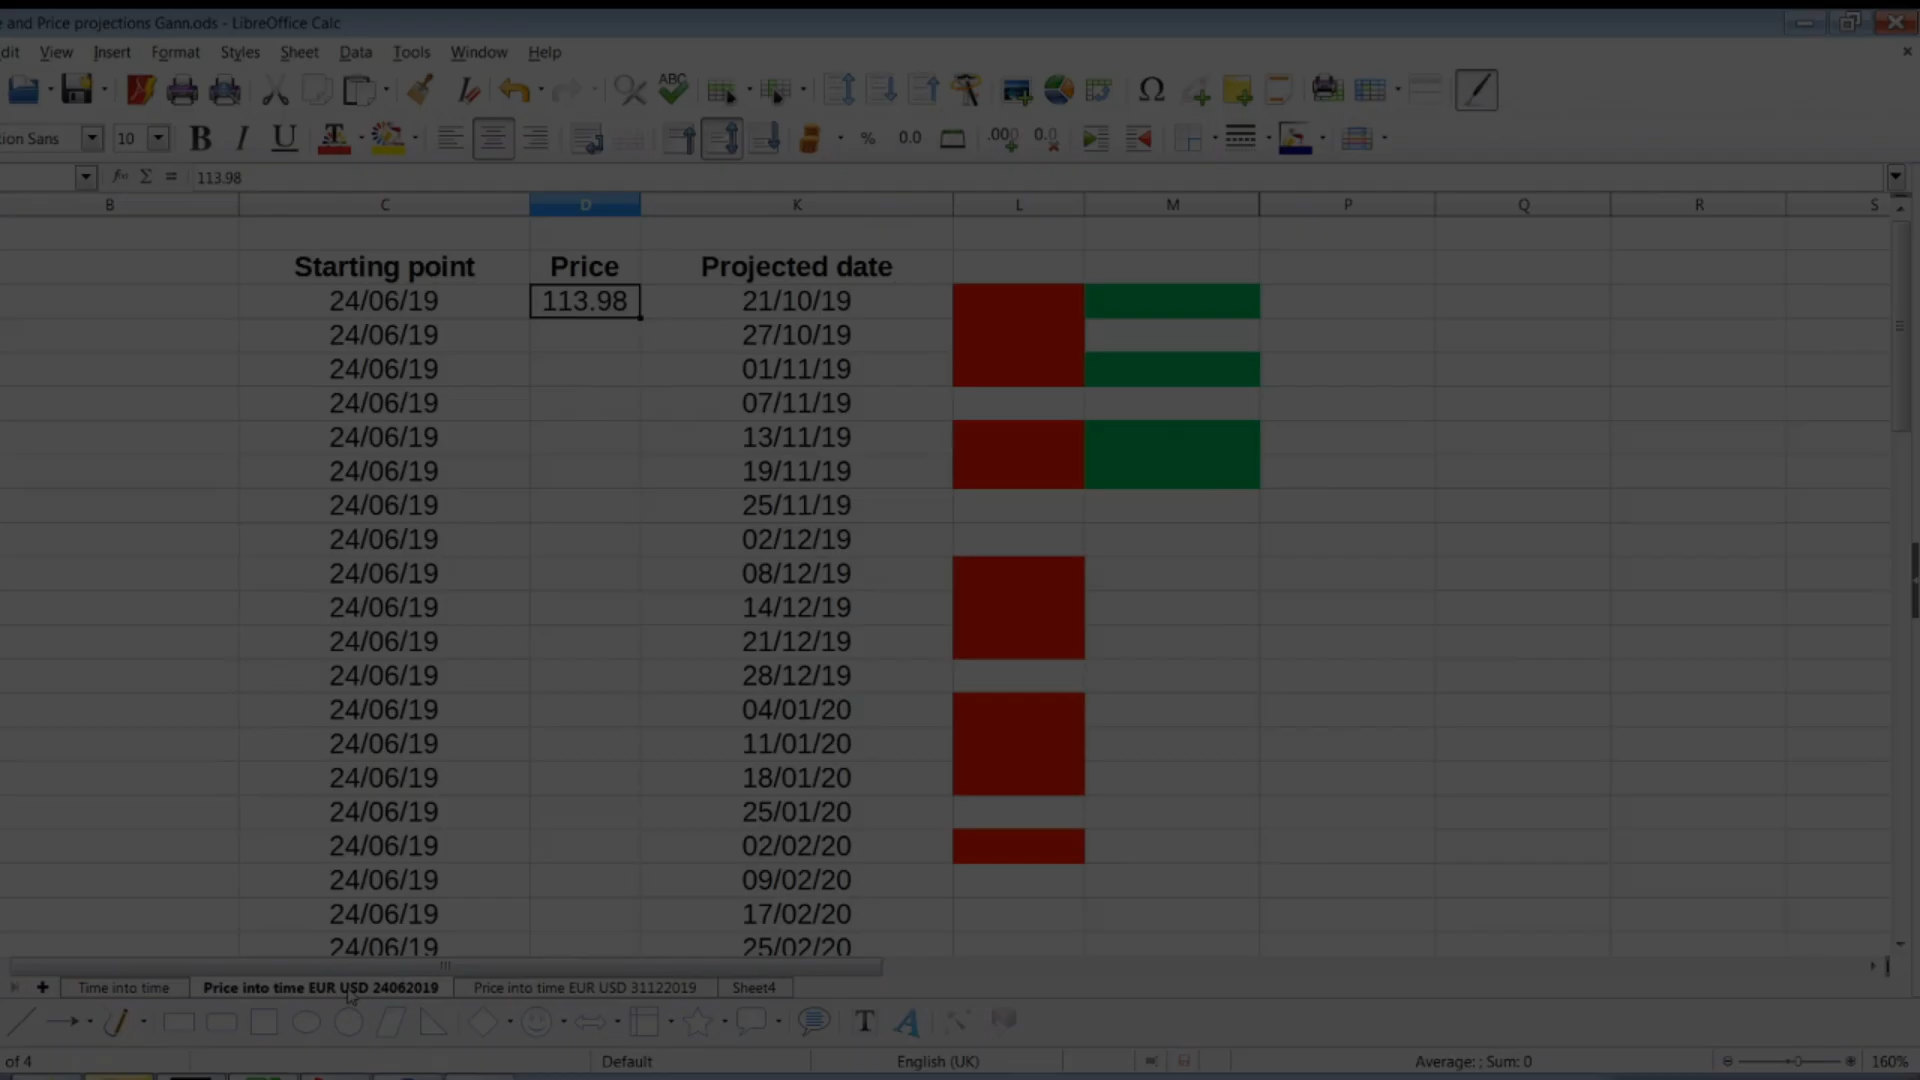 e and Price projections Gann.ods - LibreOffice Calc
dit View Insert Format Styles Sheet Data Tools Window Help
ABC
tion Sans 10 B I U T % 0.0 .000 0.0
fx Σ = 113.98
B C D K L M P Q R S
Starting point Price Projected date
24/06/19 113.98 21/10/19
24/06/19 27/10/19
24/06/19 01/11/19
24/06/19 07/11/19
24/06/19 13/11/19
24/06/19 19/11/19
24/06/19 25/11/19
24/06/19 02/12/19
24/06/19 08/12/19
24/06/19 14/12/19
24/06/19 21/12/19
24/06/19 28/12/19
24/06/19 04/01/20
24/06/19 11/01/20
24/06/19 18/01/20
24/06/19 25/01/20
24/06/19 02/02/20
24/06/19 09/02/20
24/06/19 17/02/20
24/06/19 25/02/20
Time into time Price into time EUR USD 24062019 Price into time EUR USD 31122019 Sheet4
T A
of 4 Default English (UK) Average: ; Sum: 0 160%